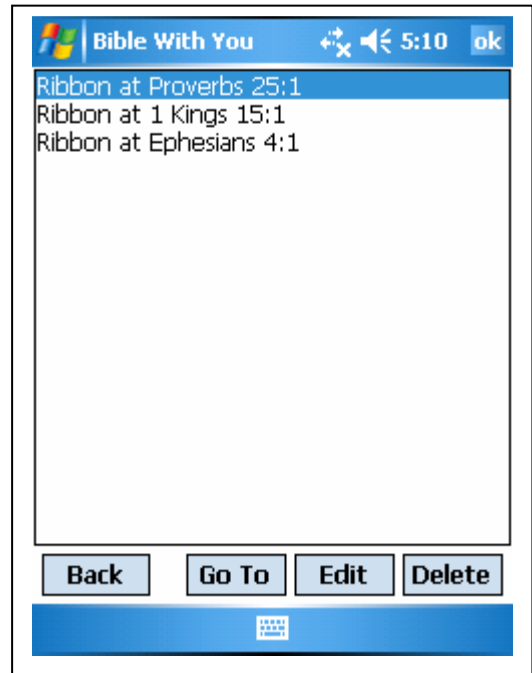 Bible With You 5:10 ok
Ribbon at Proverbs 25:1
Ribbon at 1 Kings 15:1
Ribbon at Ephesians 4:1
Back Go To Edit Delete